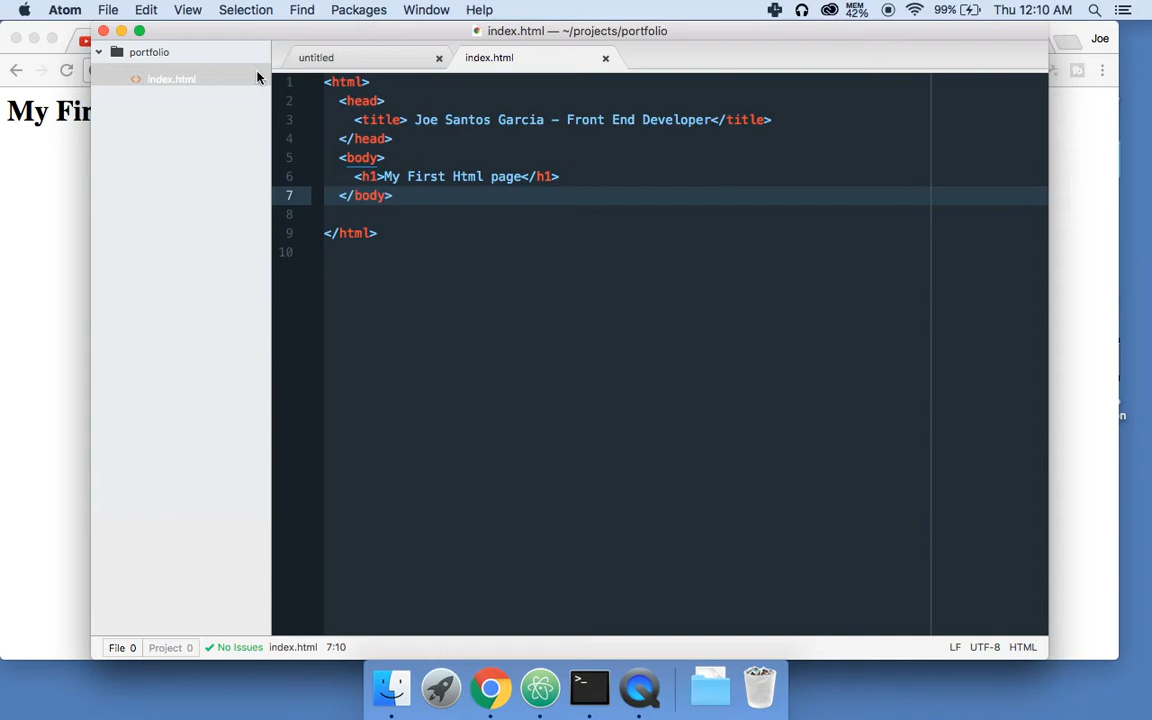 Atom File Edit View Selection Find Packages Window Help MEM 42% 99% Thu 12:10 AM
index.html — ~/projects/portfolio
Joe
portfolio
untitled
index.html
index.html
My Fir
1 <html>
2 <head>
3 <title> Joe Santos Garcia - Front End Developer</title>
4 </head>
5 <body>
6 <h1>My First Html page</h1>
7 </body>
8
9 </html>
10
on
File 0 Project 0 No Issues index.html 7:10 LF UTF-8 HTML